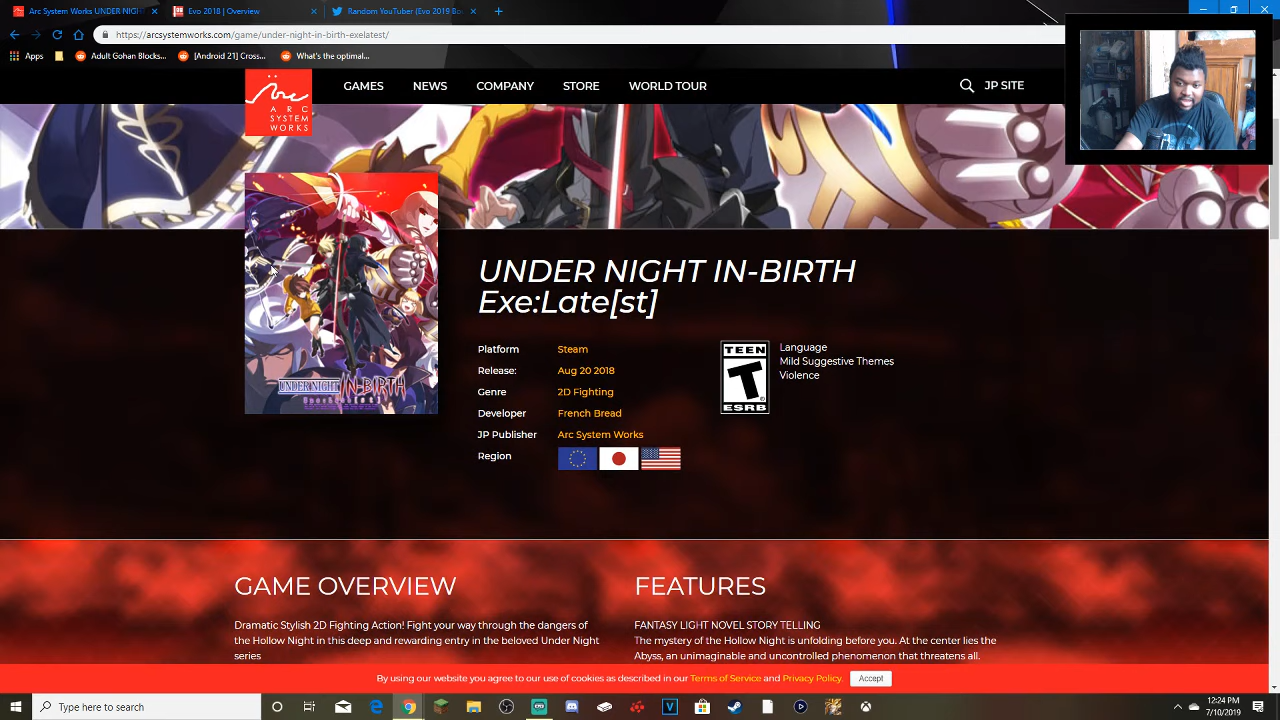 Arc System Works UNDER NIGHT
Evo 2018 | Overview
Random YouTuber (Evo 2019 Bo
https://arcsystemworks.com/game/under-night-in-birth-exelatest/
Apps
Adult Gohan Blocks...
[Android 21] Cross...
What's the optimal...
ARC
SYSTEM
WORKS
GAMES
NEWS
COMPANY
STORE
WORLD TOUR
JP SITE
UNDER NIGHT IN-BIRTH
UNDER NIGHT IN-BIRTH
Exe:Late[st]
Platform Steam
Release: Aug 20 2018
Genre 2D Fighting
Developer French Bread
JP Publisher Arc System Works
Region
TEEN
T
ESRB
Language
Mild Suggestive Themes
Violence
GAME OVERVIEW
Dramatic Stylish 2D Fighting Action! Fight your way through the dangers of
the Hollow Night in this deep and rewarding entry in the beloved Under Night
series
FEATURES
FANTASY LIGHT NOVEL STORY TELLING
The mystery of the Hollow Night is unfolding before you. At the center lies the
Abyss, an unimaginable and uncontrolled phenomenon that threatens all.
By using our website you agree to our use of cookies as described in our Terms of Service and Privacy Policy. Accept
Type here to search
12:24 PM
7/10/2019